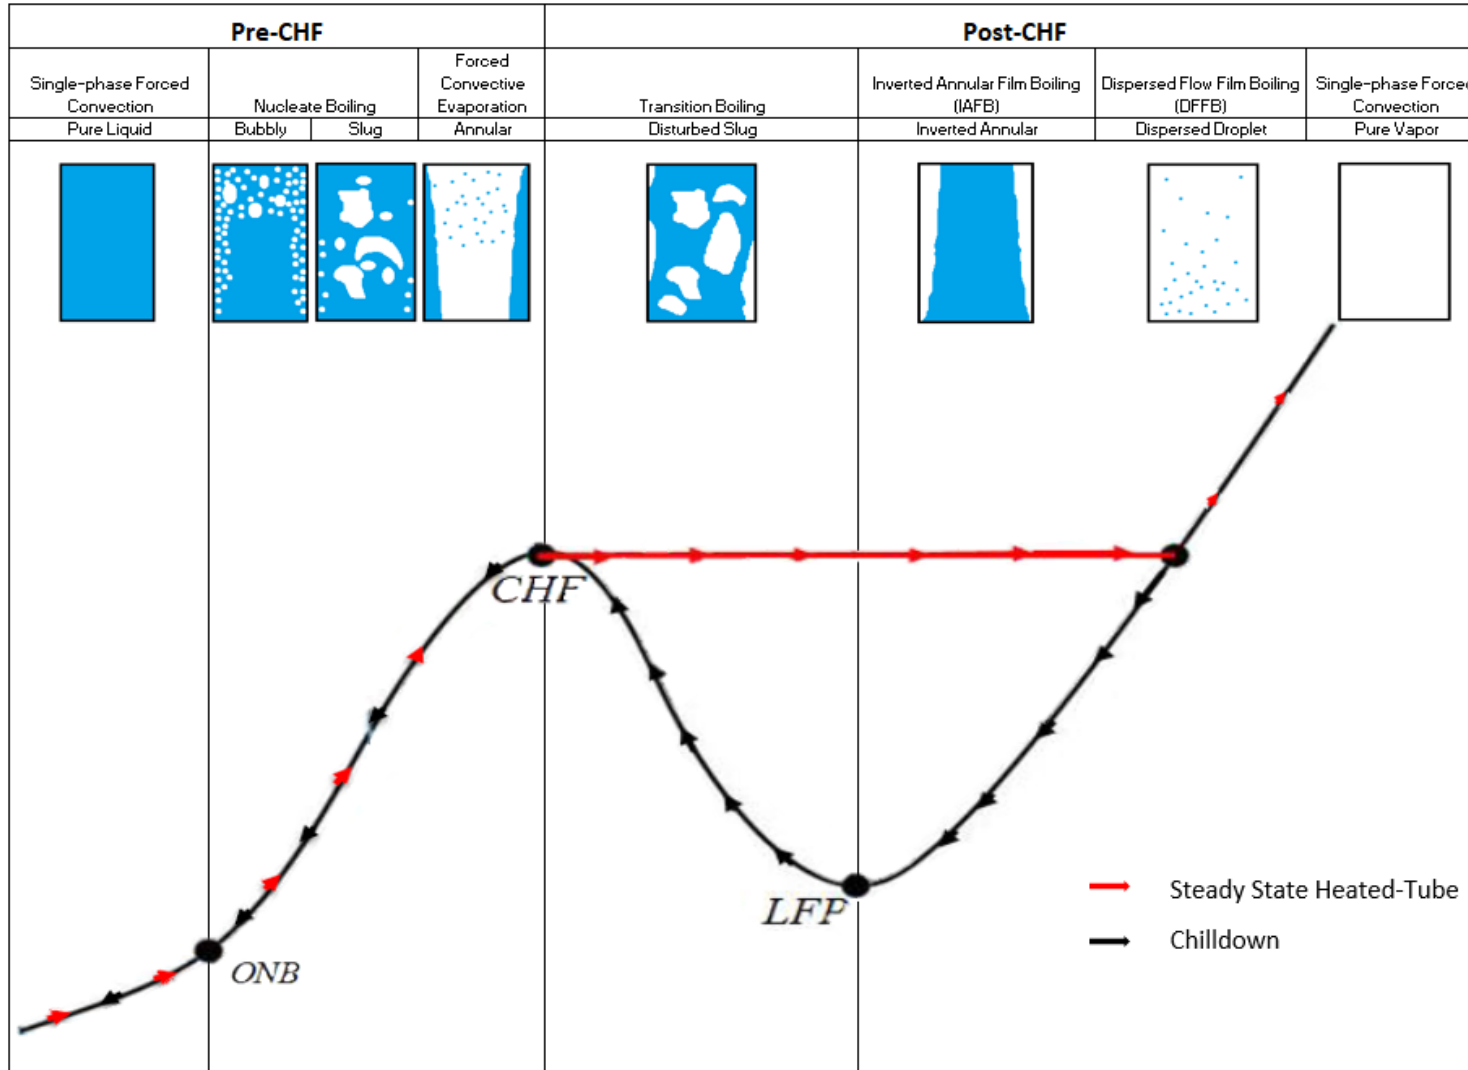 Pre-CHF
Post-CHF
Single-phase Forced
Convection
Nucleate Boiling
Forced
Convective
Evaporation
Transition Boiling
Inverted Annular Film Boiling
(IAFB)
Dispersed Flow Film Boiling
(DFFB)
Single-phase Forced
Convection
Pure Liquid
Bubbly
Slug
Annular
Disturbed Slug
Inverted Annular
Dispersed Droplet
Pure Vapor
CHF
LFP
ONB
Steady State Heated-Tube
Chilldown